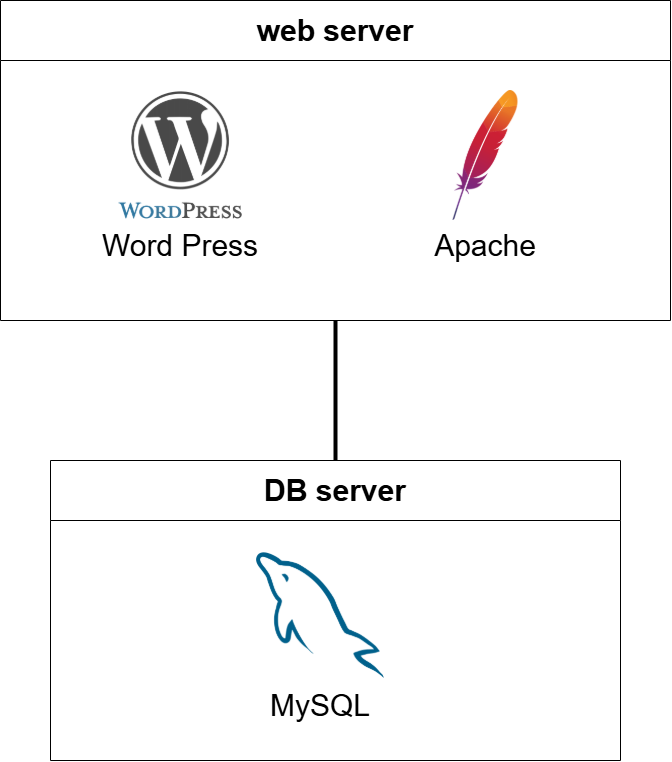 web server
WORDPRESS
Word Press
Apache
DB server
MySQL